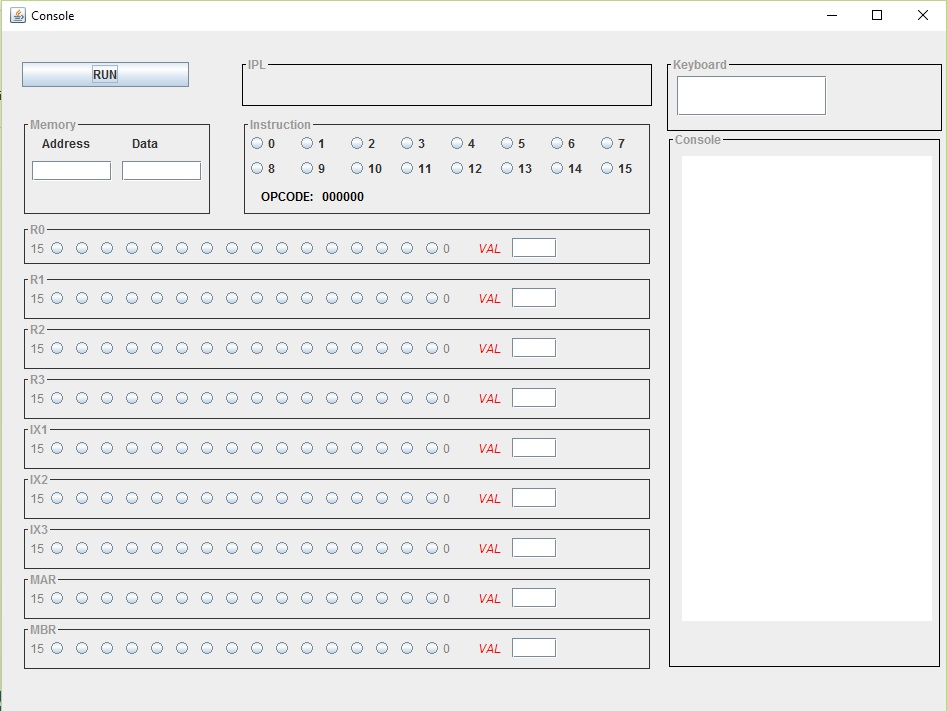 Console
RUN
IPL
Keyboard
Memory
Address Data
Instruction
0 1 2 3 4 5 6 7
8 9 10 11 12 13 14 15
OPCODE: 000000
Console
R0
15 0 VAL
R1
15 0 VAL
R2
15 0 VAL
R3
15 0 VAL
IX1
15 0 VAL
IX2
15 0 VAL
IX3
15 0 VAL
MAR
15 0 VAL
MBR
15 0 VAL